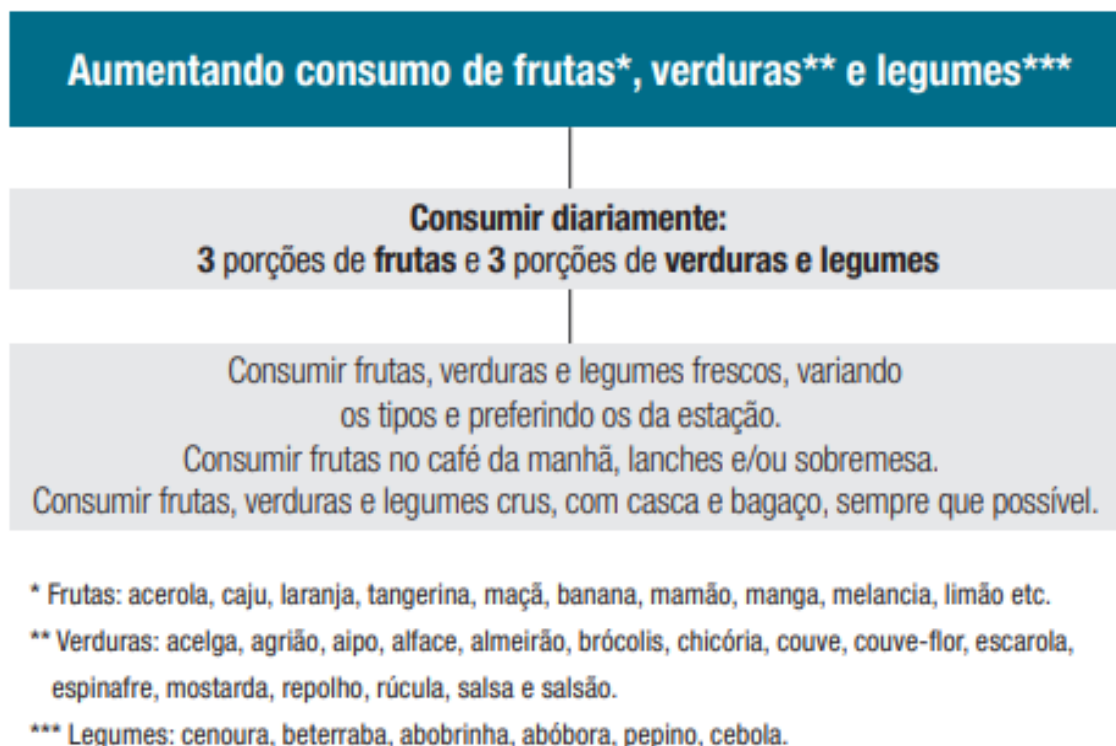 Aumentando consumo de frutas*, verduras** e legumes***
Consumir diariamente:
3 porções de frutas e 3 porções de verduras e legumes
Consumir frutas, verduras e legumes frescos, variando
os tipos e preferindo os da estação.
Consumir frutas no café da manhã, lanches e/ou sobremesa.
Consumir frutas, verduras e legumes crus, com casca e bagaço, sempre que possível.
* Frutas: acerola, caju, laranja, tangerina, maçã, banana, mamão, manga, melancia, limão etc.
** Verduras: acelga, agrião, aipo, alface, almeirão, brócolis, chicória, couve, couve-flor, escarola,
espinafre, mostarda, repolho, rúcula, salsa e salsão.
*** Legumes: cenoura, beterraba, abobrinha, abóbora, pepino, cebola.